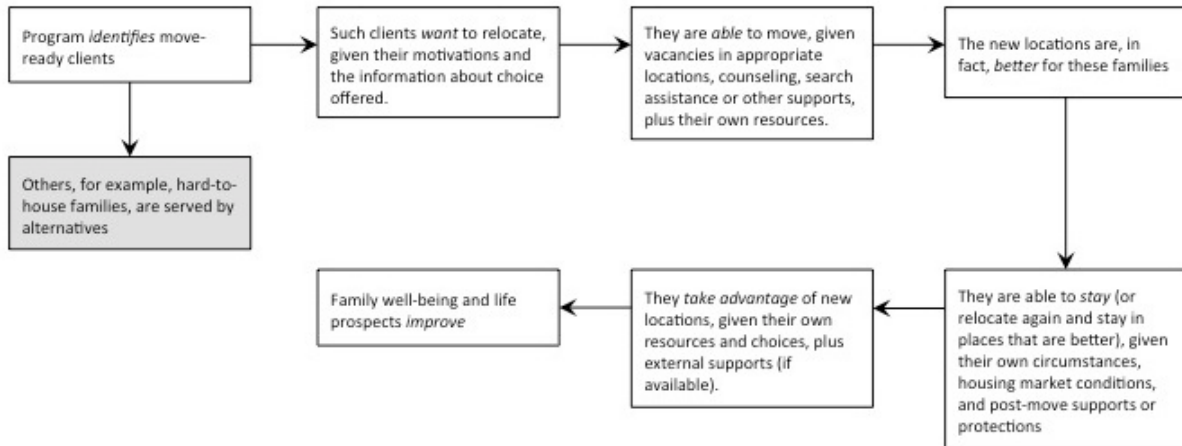 Program identifies move-
ready clients
Such clients want to relocate,
given their motivations and
the information about choice
offered.
They are able to move, given
vacancies in appropriate
locations, counseling, search
assistance or other supports,
plus their own resources.
The new locations are, in
fact, better for these families
Others, for example, hard-to-
house families, are served by
alternatives
They are able to stay (or
relocate again and stay in
places that are better), given
their own circumstances,
housing market conditions,
and post-move supports or
protections
They take advantage of new
locations, given their own
resources and choices, plus
external supports (if
available).
Family well-being and life
prospects improve